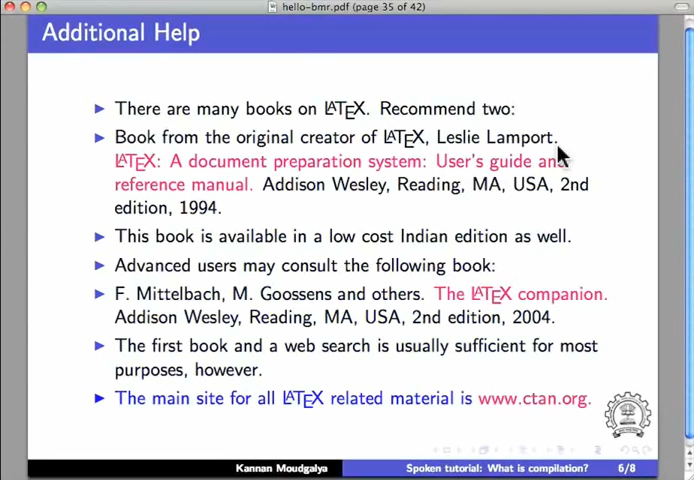 hello-bmr.pdf (page 35 of 42)
Additional Help
There are many books on LATEX. Recommend two:
Book from the original creator of LATEX, Leslie Lamport.
LATEX: A document preparation system: User's guide and
reference manual. Addison Wesley, Reading, MA, USA, 2nd
edition, 1994.
This book is available in a low cost Indian edition as well.
Advanced users may consult the following book:
F. Mittelbach, M. Goossens and others. The LATEX companion.
Addison Wesley, Reading, MA, USA, 2nd edition, 2004.
The first book and a web search is usually sufficient for most
purposes, however.
The main site for all LATEX related material is www.ctan.org.
Kannan Moudgalya Spoken tutorial: What is compilation? 6/8